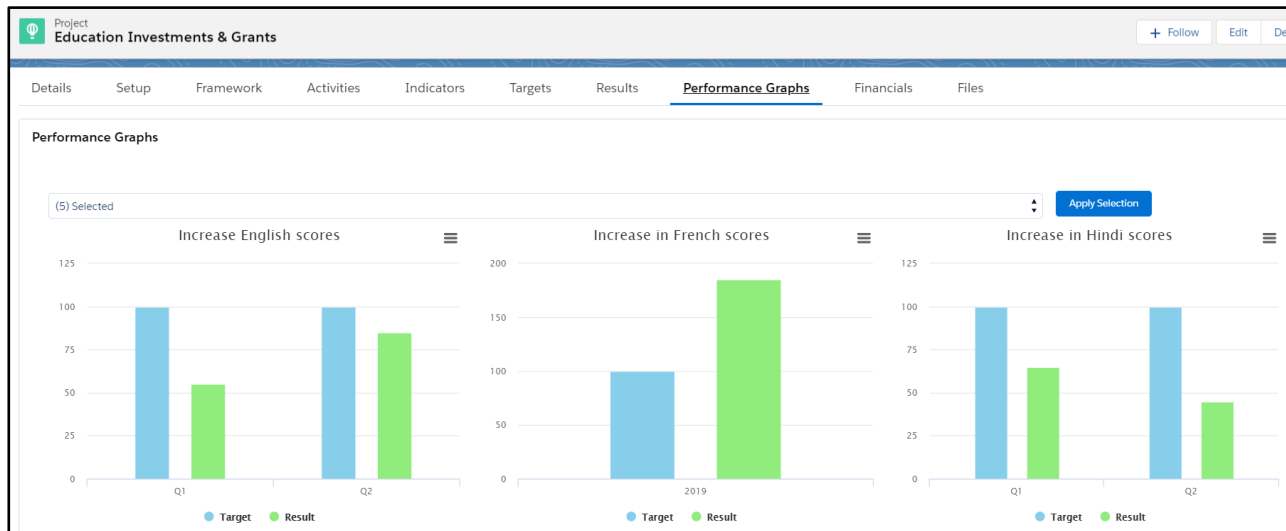 Project
Education Investments & Grants
+ Follow
Edit
De
Details Setup Framework Activities Indicators Targets Results Performance Graphs Financials Files
Performance Graphs
(5) Selected
Apply Selection
Increase English scores
125
100
75
50
25
0
Q1 Q2
Target Result
Increase in French scores
200
150
100
50
0
2019
Target Result
Increase in Hindi scores
125
100
75
50
25
0
Q1 Q2
Target Result